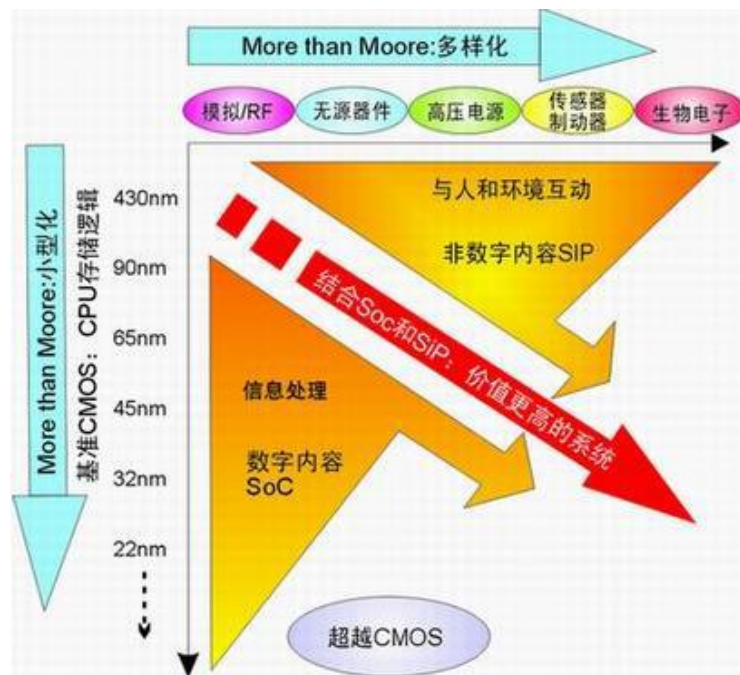 More than Moore:多样化
模拟/RF
无源器件
高压电源
传感器
制动器
生物电子
More than Moore:小型化
基准CMOS：CPU存储逻辑
430nm
90nm
65nm
45nm
32nm
22nm
与人和环境互动
非数字内容SIP
结合Soc和SiP：价值更高的系统
信息处理
数字内容
SoC
超越CMOS